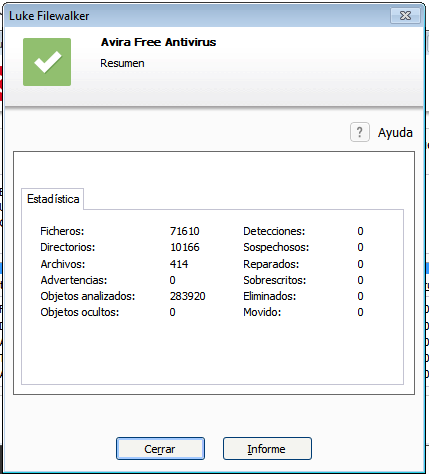 Luke Filewalker
Avira Free Antivirus
Resumen
? Ayuda
Estadística
Ficheros: 71610 Detecciones: 0
Directorios: 10166 Sospechosos: 0
Archivos: 414 Reparados: 0
Advertencias: 0 Sobrescritos: 0
Objetos analizados: 283920 Eliminados: 0
Objetos ocultos: 0 Movido: 0
Cerrar Informe